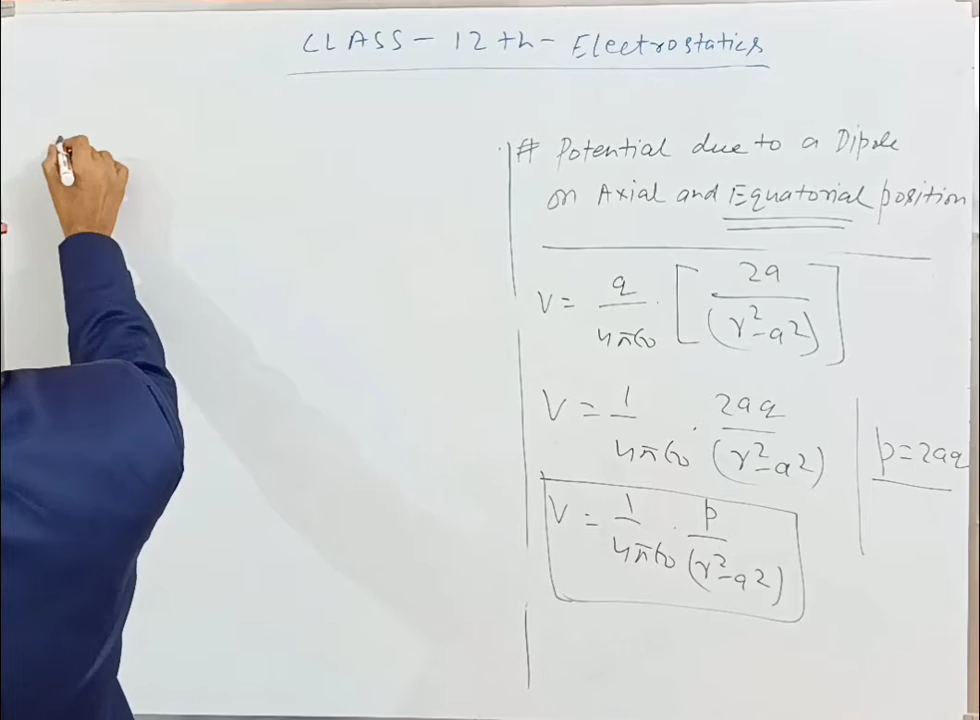 CLASS - 12th - Electrostatics
# Potential due to a Dipole
on Axial and Equatorial position
V = q/4πε₀ · [2a/(r²-a²)]
V = 1/4πε₀ · 2aq/(r²-a²)
p=2aq
V = 1/4πε₀ · p/(r²-a²)